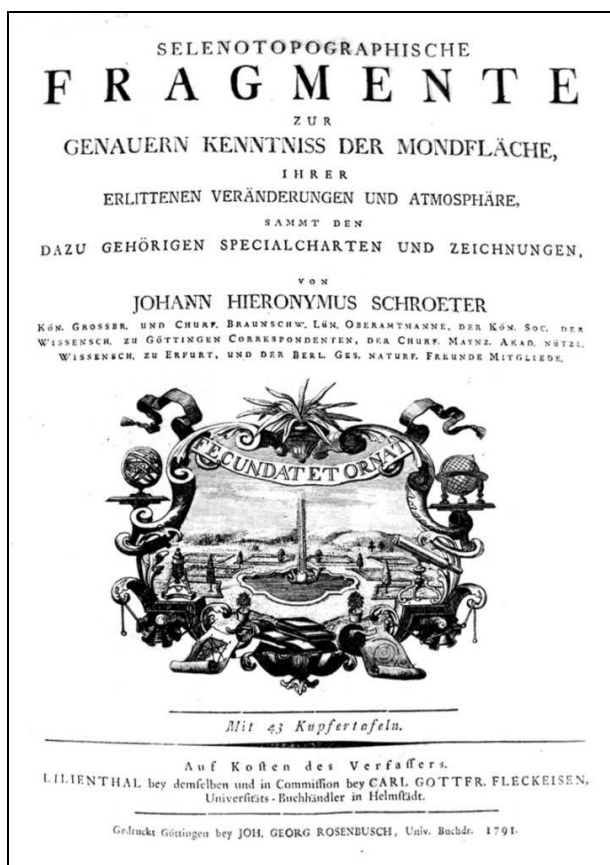 SELENOTOPOGRAPHISCHE
FRAGMENTE
ZUR
GENAUERN KENNTNISS DER MONDFLÄCHE,
IHRER
ERLITTENEN VERÄNDERUNGEN UND ATMOSPHÄRE,
SAMMT DEN
DAZU GEHÖRIGEN SPECIALCHARTEN UND ZEICHNUNGEN,
VON
JOHANN HIERONYMUS SCHROETER
KÖN. GROSSBR. UND CHURF. BRAUNSCHW. LÜN. OBERAMTMANNE, DER KÖN. SOC. DER
WISSENSCH. ZU GÖTTINGEN CORRESPONDENTEN, DER CHURF. MAYNZ. AKAD. NÜTZL.
WISSENSCH. ZU ERFURT, UND DER BERL. GES. NATURF. FREUNDE MITGLIEDE.
FECUNDAT ET ORNAT
Mit 43 Kupfertafeln.
Auf Koſten des Verfaſſers.
LILIENTHAL bey demſelben und in Commiſſion bey CARL GOTTFR. FLECKEISEN,
Univerſitäts-Buchhändler in Helmſtädt.
Gedruckt Göttingen bey JOH. GEORG ROSENBUSCH, Univ. Buchdr. 1791.